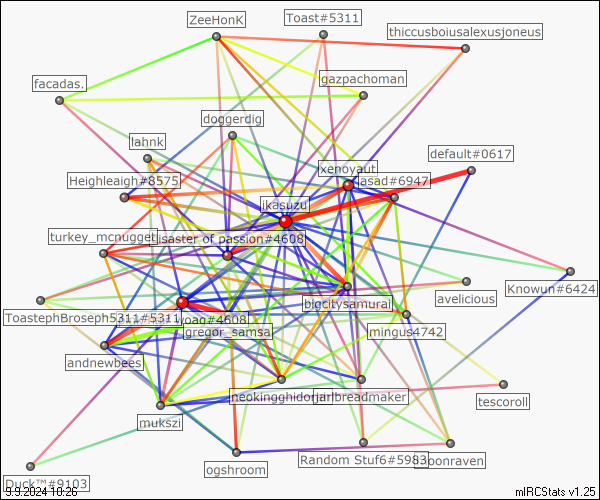 ZeeHonK
Toast#5311
thiccusboiusalexusjoneus
facadas.
gazpachoman
doggerdig
lahnk
default#0617
xenoyaut
Heighleaigh#8575
asad#6947
ikasuzu
turkey_mcnugget
isaster of passion#4608
Knowun#6424
avelicious
bigcitysamurai
ToastephBroseph5311#5311
woag#4608
gregor_samsa
mingus4742
andnewbees
neokingghidorah
jarlbreadmaker
tescoroll
mukszi
ogshroom
Random Stuf6#5983
moonraven
Duck™#9103
9.9.2024 10:26
mIRCStats v1.25